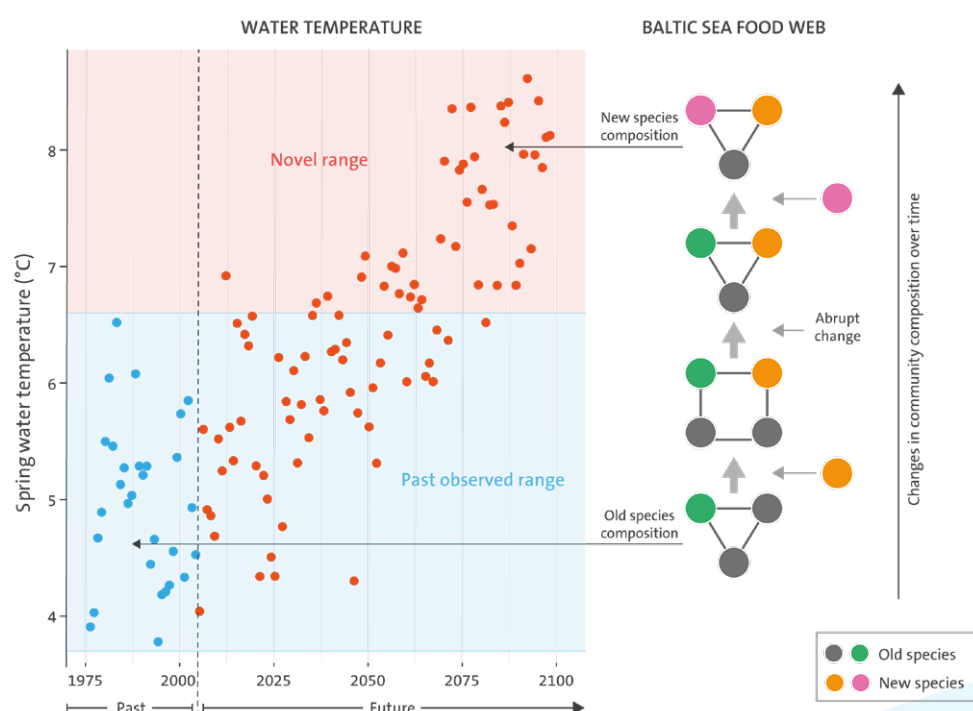 WATER TEMPERATURE
BALTIC SEA FOOD WEB
Spring water temperature (°C)
8
7
6
5
4
Novel range
Past observed range
1975
2000
2025
2050
2075
2100
Past
Future
New species
composition
Abrupt
change
Old species
composition
Changes in community composition over time
Old species
New species